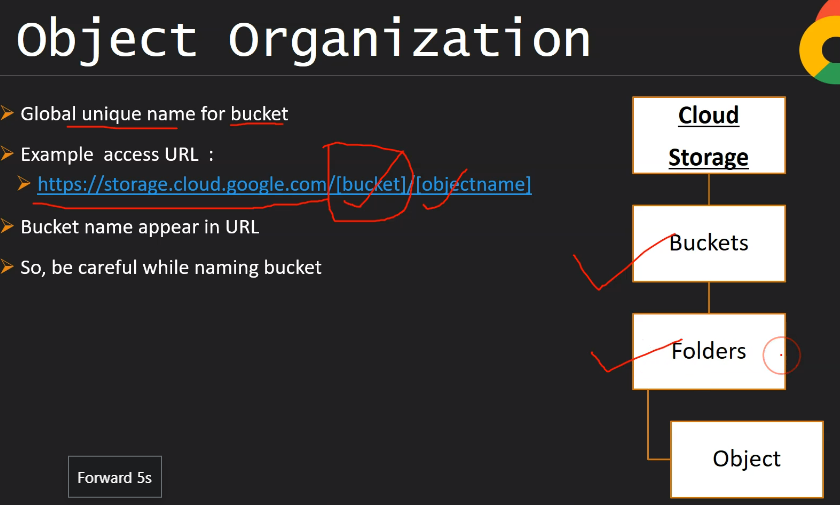 Object Organization
Global unique name for bucket
Example access URL :
https://storage.cloud.google.com/[bucket]/[objectname]
Bucket name appear in URL
So, be careful while naming bucket
Cloud
Storage
Buckets
Folders
Object
Forward 5s